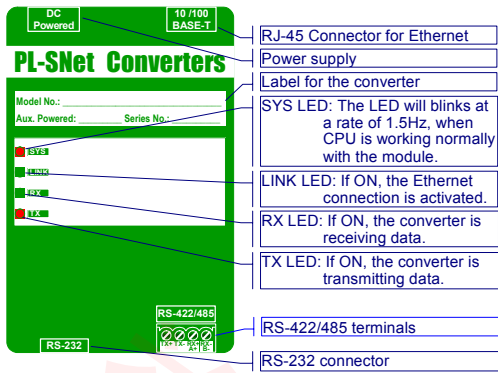 DC
Powered
10 /100
BASE-T
PL-SNet Converters
Model No.:
Aux. Powered: Series No.:
SYS
LINK
RX
TX
RS-422/485
TX+ TX- RX+ RX-
A+ B-
RS-232
RJ-45 Connector for Ethernet
Power supply
Label for the converter
SYS LED: The LED will blinks at
a rate of 1.5Hz, when
CPU is working normally
with the module.
LINK LED: If ON, the Ethernet
connection is activated.
RX LED: If ON, the converter is
receiving data.
TX LED: If ON, the converter is
transmitting data.
RS-422/485 terminals
RS-232 connector